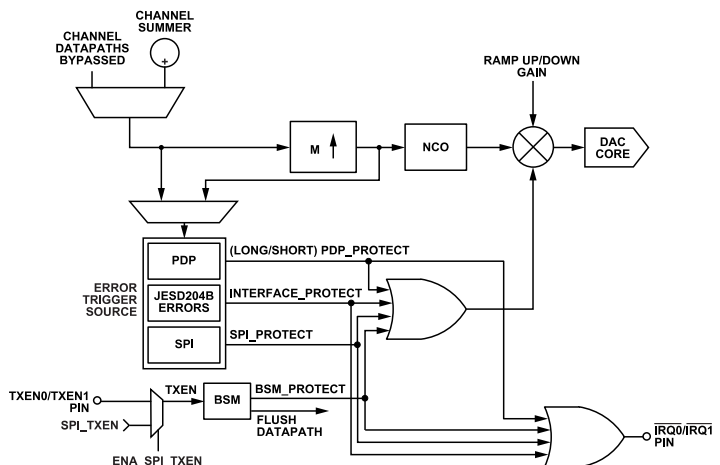 CHANNEL
SUMMER
CHANNEL
DATAPATHS
BYPASSED
+
RAMP UP/DOWN
GAIN
M
NCO
DAC
CORE
PDP
(LONG/SHORT) PDP_PROTECT
ERROR
TRIGGER
SOURCE
JESD204B
ERRORS
INTERFACE_PROTECT
SPI
SPI_PROTECT
TXEN0/TXEN1
PIN
TXEN
BSM
BSM_PROTECT
SPI_TXEN
FLUSH
DATAPATH
ENA_SPI_TXEN
IRQ0/IRQ1
PIN